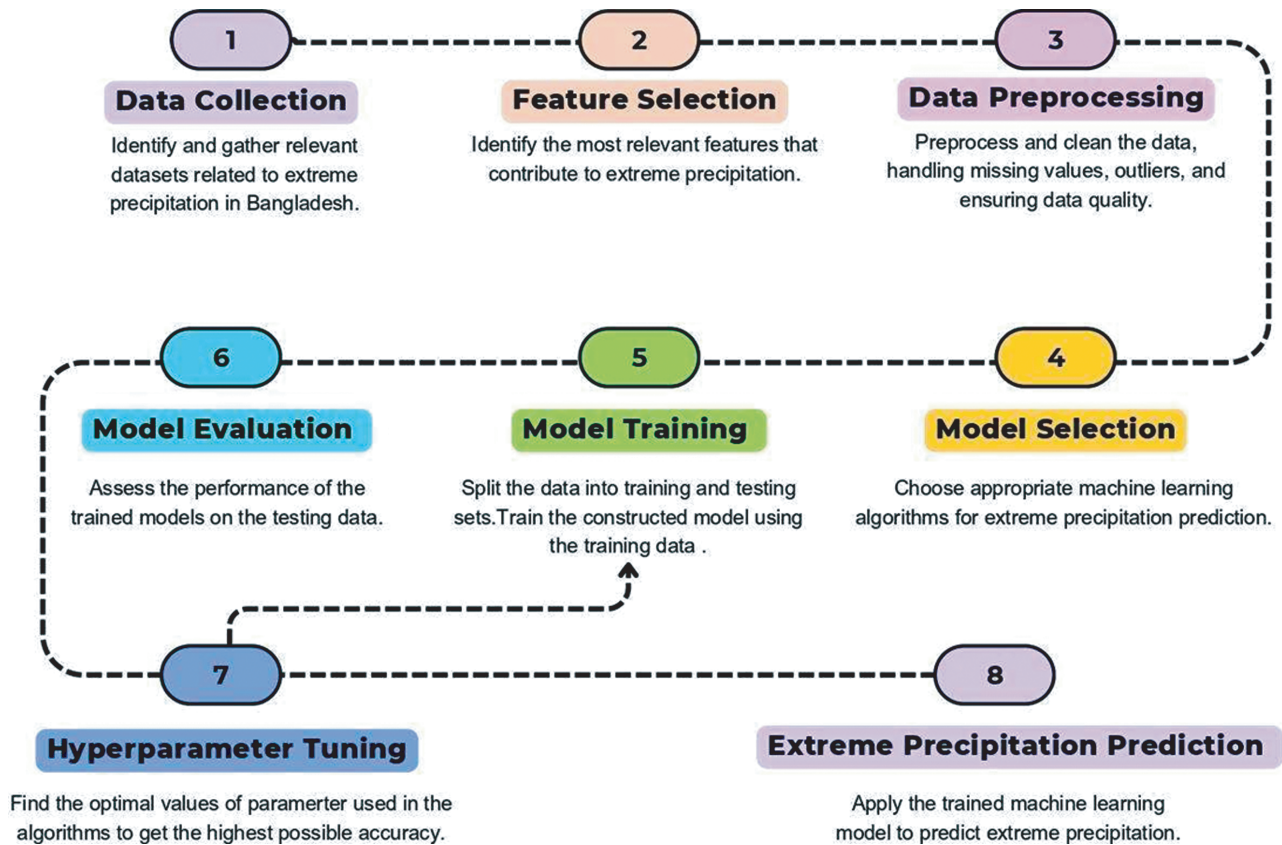 1
Data Collection
Identify and gather relevant
datasets related to extreme
precipitation in Bangladesh.
2
Feature Selection
Identify the most relevant features that
contribute to extreme precipitation.
3
Data Preprocessing
Preprocess and clean the data,
handling missing values, outliers, and
ensuring data quality.
4
Model Selection
Choose appropriate machine learning
algorithms for extreme precipitation prediction.
5
Model Training
Split the data into training and testing
sets.Train the constructed model using
the training data .
6
Model Evaluation
Assess the performance of the
trained models on the testing data.
7
Hyperparameter Tuning
Find the optimal values of paramerter used in the
algorithms to get the highest possible accuracy.
8
Extreme Precipitation Prediction
Apply the trained machine learning
model to predict extreme precipitation.